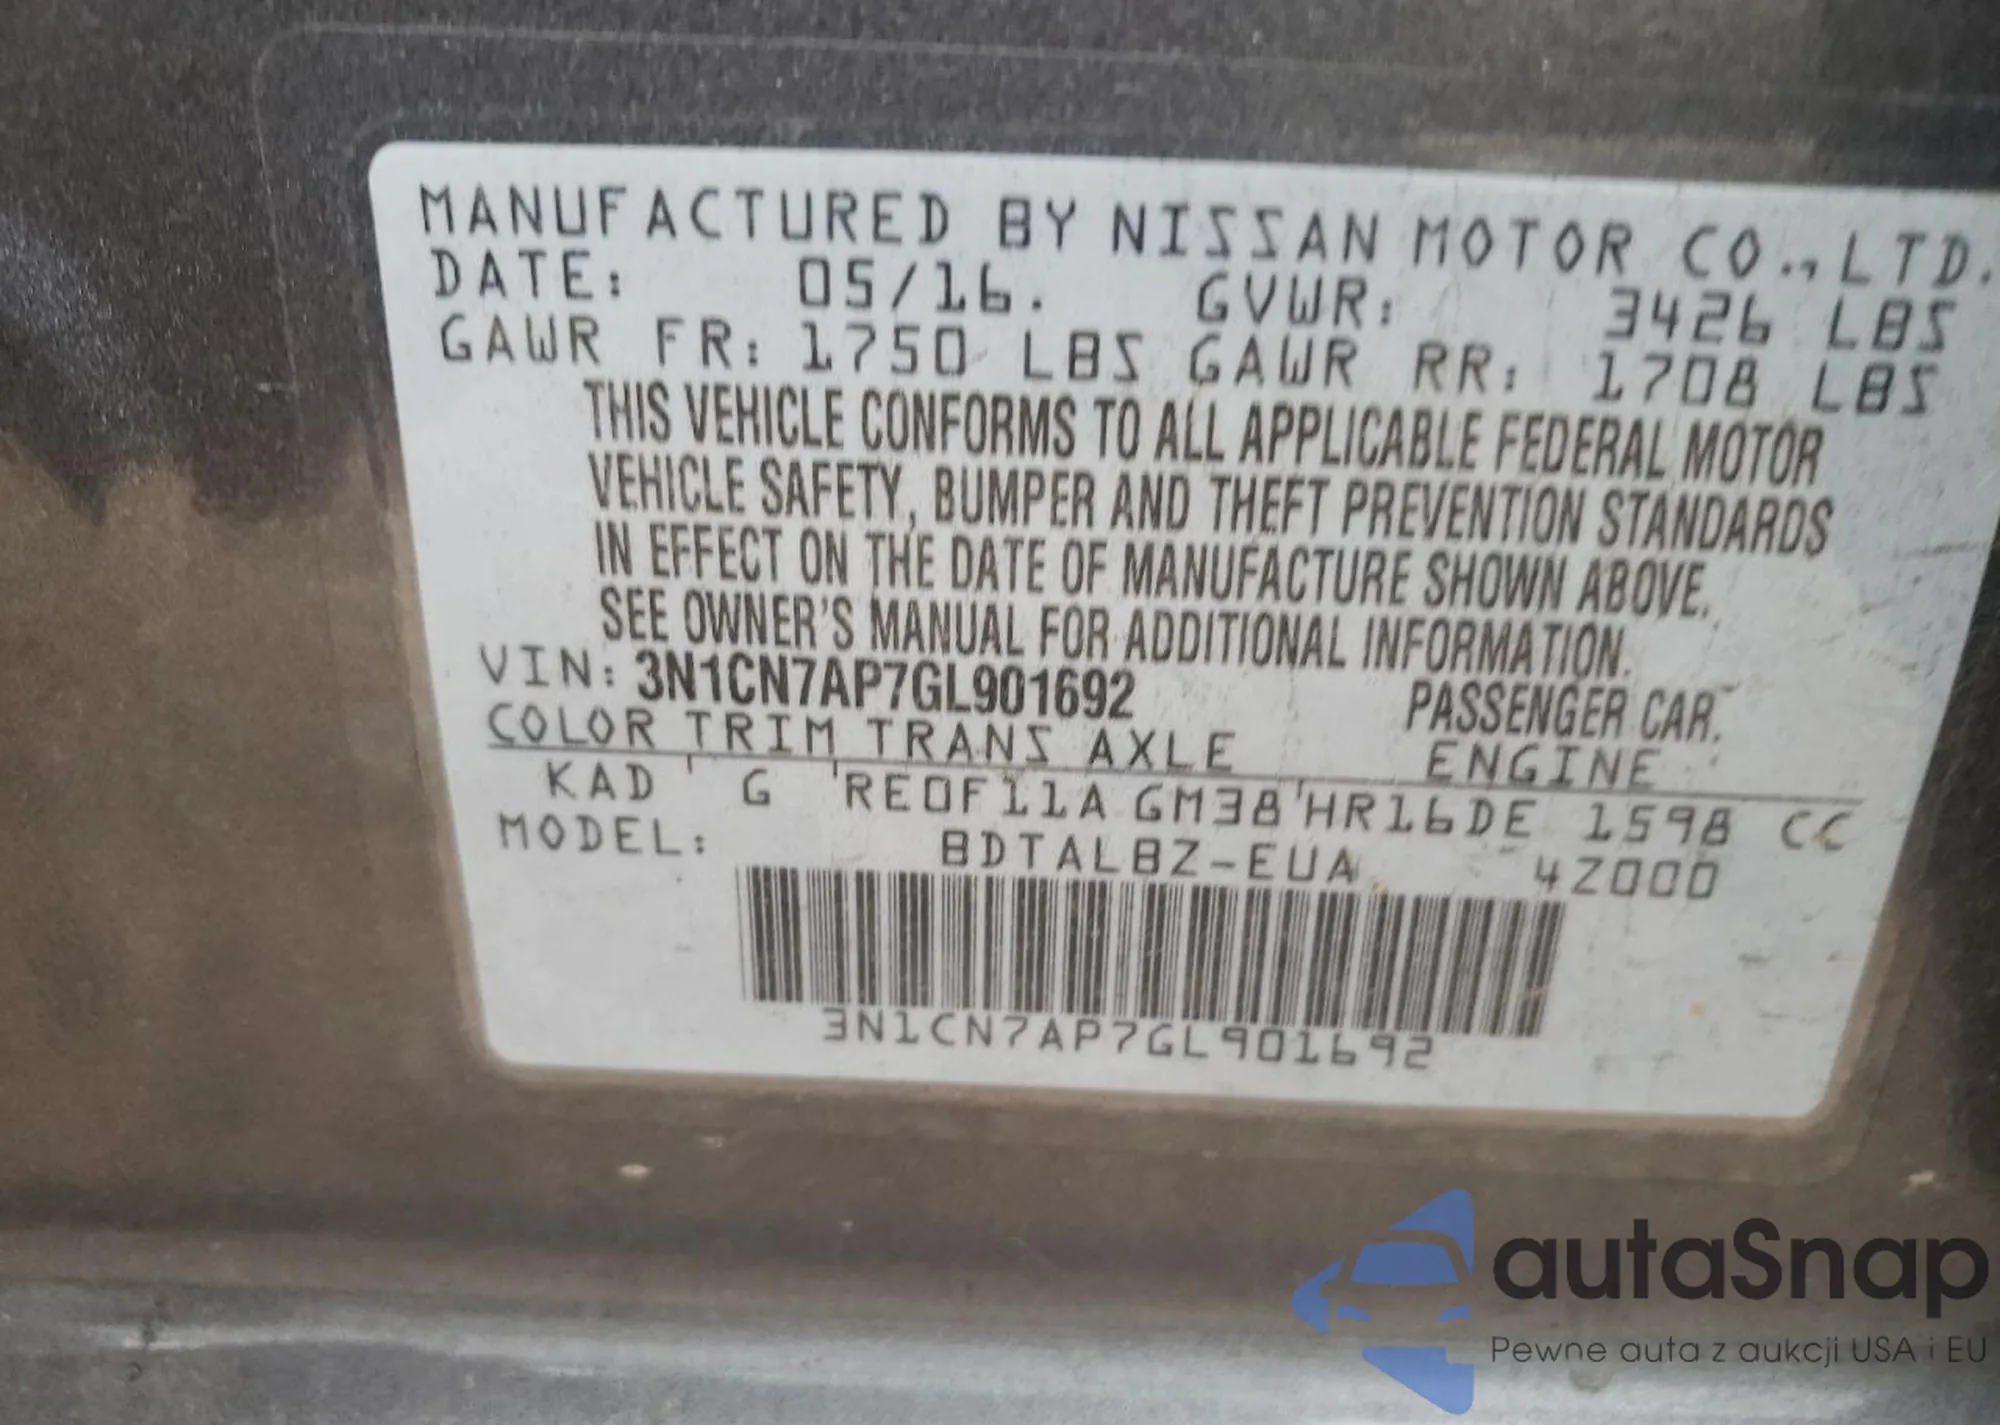 MANUFACTURED BY NISSAN MOTOR CO.,LTD.
DATE: 05/16. GVWR: 3426 LBS
GAWR FR: 1750 LBS GAWR RR: 1708 LBS
THIS VEHICLE CONFORMS TO ALL APPLICABLE FEDERAL MOTOR
VEHICLE SAFETY, BUMPER AND THEFT PREVENTION STANDARDS
IN EFFECT ON THE DATE OF MANUFACTURE SHOWN ABOVE.
SEE OWNER'S MANUAL FOR ADDITIONAL INFORMATION.
VIN: 3N1CN7AP7GL901692 PASSENGER CAR.
COLOR TRIM TRANS AXLE ENGINE
KAD G RE0F11A GM38 HR16DE 1598 CC
MODEL: BDTALBZ-EUA 4Z000
3N1CN7AP7GL901692
autaSnap
Pewne auta z aukcji USA i EU